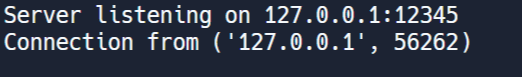 Server listening on 127.0.0.1:12345
Connection from ('127.0.0.1', 56262)